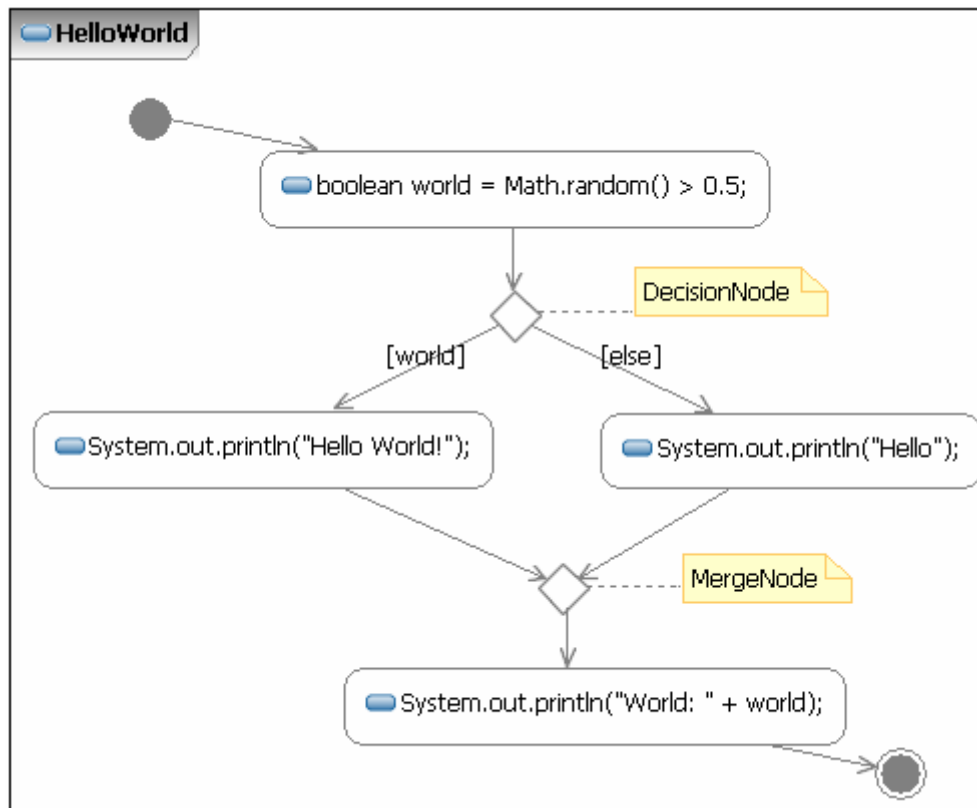 HelloWorld
boolean world = Math.random() > 0.5;
DecisionNode
[world]
[else]
System.out.println("Hello World!");
System.out.println("Hello");
MergeNode
System.out.println("World: " + world);